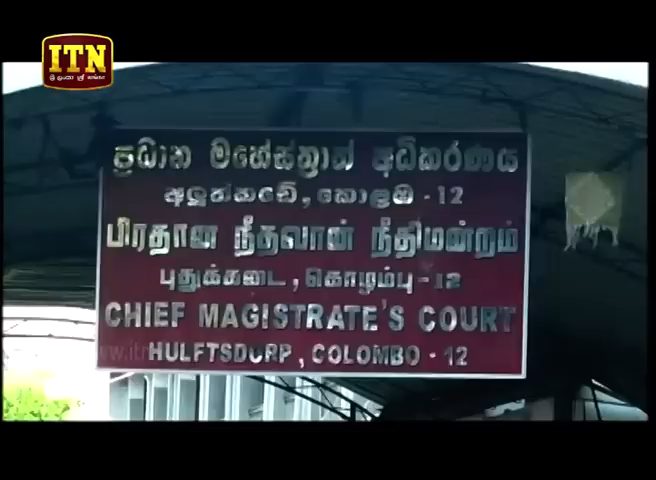 ITN
ප්‍රධාන මහේස්ත්‍රාත් අධිකරණය
අලුත්කඩේ, කොළඹ - 12
பிரதான நீதவான் நீதிமன்றம்
புதுக்கடை, கொழும்பு - 12
CHIEF MAGISTRATE'S COURT
HULFTSDORP, COLOMBO - 12